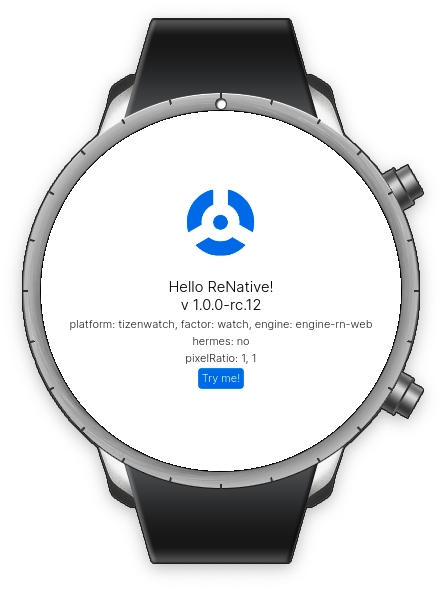 Hello ReNative!
v 1.0.0-rc.12
platform: tizenwatch, factor: watch, engine: engine-rn-web
hermes: no
pixelRatio: 1, 1
Try me!